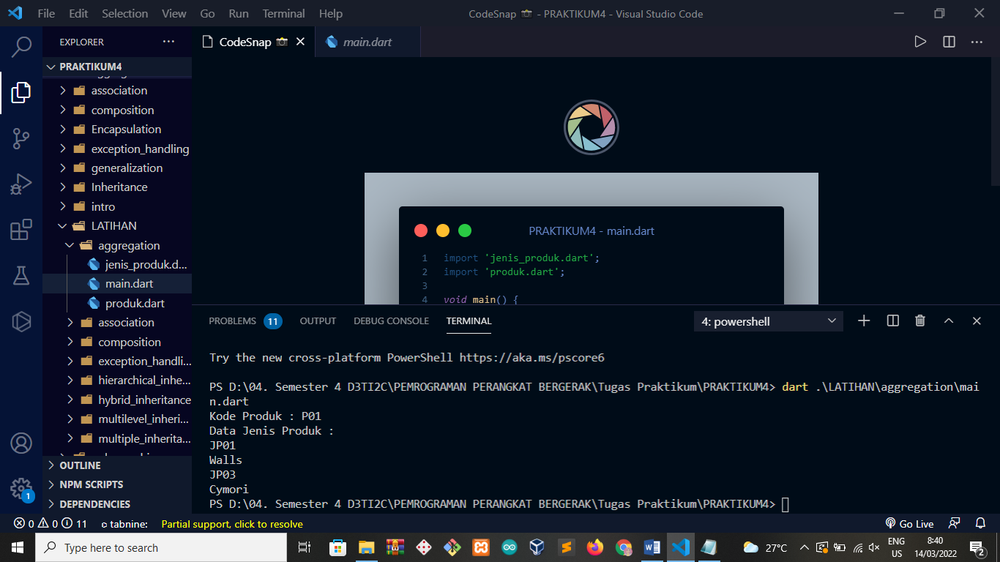 File Edit Selection View Go Run Terminal Help
CodeSnap 📸 - PRAKTIKUM4 - Visual Studio Code
EXPLORER
CodeSnap 📸
main.dart
PRAKTIKUM4
association
composition
Encapsulation
exception_handling
generalization
Inheritance
intro
LATIHAN
aggregation
jenis_produk.d...
main.dart
produk.dart
association
composition
exception_handli...
hierarchical_inhe...
hybrid_inheritance
multilevel_inheri...
multiple_inherita...
OUTLINE
NPM SCRIPTS
DEPENDENCIES
PRAKTIKUM4 - main.dart
1 import 'jenis_produk.dart';
2 import 'produk.dart';
3
4 void main() {
PROBLEMS 11 OUTPUT DEBUG CONSOLE TERMINAL 4: powershell
Try the new cross-platform PowerShell https://aka.ms/pscore6
PS D:\04. Semester 4 D3TI2C\PEMROGRAMAN PERANGKAT BERGERAK\Tugas Praktikum\PRAKTIKUM4> dart .\LATIHAN\aggregation\mai
n.dart
Kode Produk : P01
Data Jenis Produk :
JP01
Walls
JP03
Cymori
PS D:\04. Semester 4 D3TI2C\PEMROGRAMAN PERANGKAT BERGERAK\Tugas Praktikum\PRAKTIKUM4>
1
0 0 11 tabnine: Partial support, click to resolve Go Live
Type here to search
27°C
ENG
US
8:40
14/03/2022
2